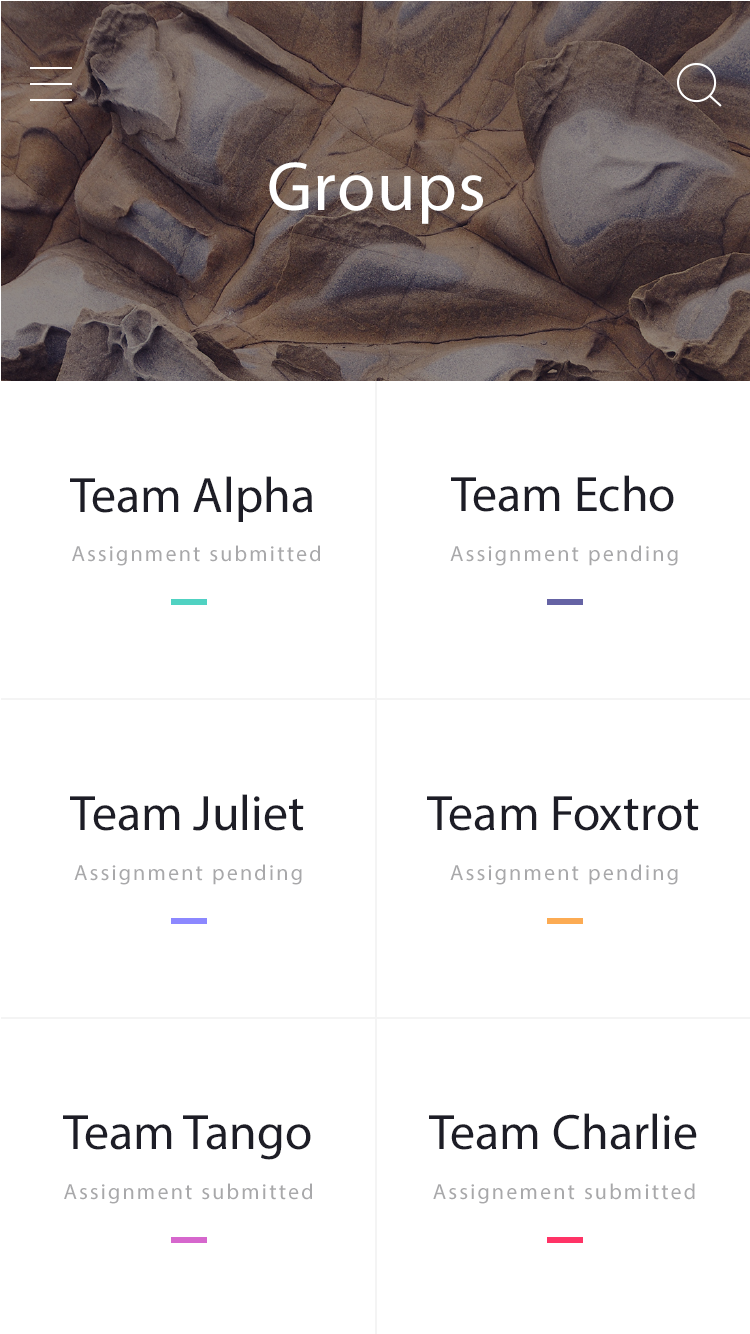 Groups
Team Alpha
Assignment submitted
Team Echo
Assignment pending
Team Juliet
Assignment pending
Team Foxtrot
Assignment pending
Team Tango
Assignment submitted
Team Charlie
Assignement submitted